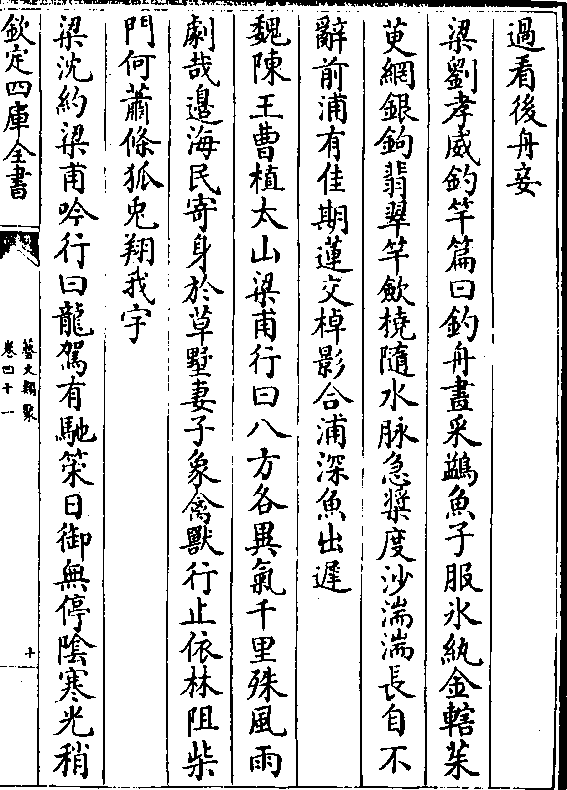 過看後舟妾
梁劉孝威釣竿篇曰釣舟畫采鷁魚子服氷紈金轄茱
萸網銀鉤翡翠竿歛橈隨水脉急槳度沙湍湍長自不
辭前浦有佳期蓮交棹影合浦深魚出遲
魏陳王曹植太山梁甫行曰八方各異氣千里殊風雨
劇哉邉海民寄身於草墅妻子象禽獸行止依林阻柴
門何蕭條狐兎翔我宇
梁沈約梁甫吟行曰龍駕有馳策日御無停隂寒光稍
欽定四庫全書
藝文類聚
卷四十一
十